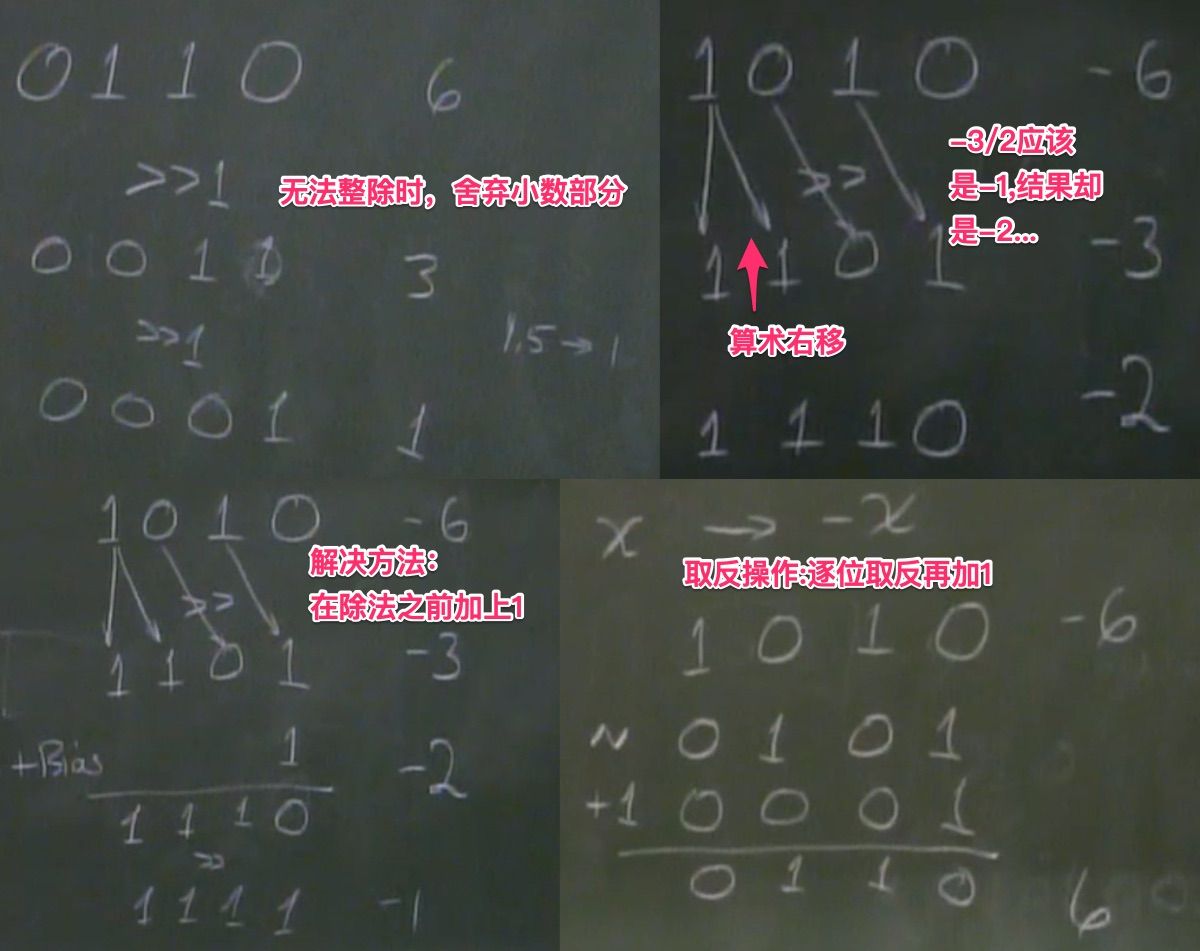 0 1 1 0 6
>>1
无法整除时，舍弃小数部分
0 0 1 1 3
>>1
1.5→1
0 0 0 1 1
1 0 1 0 -6
-3/2应该
是-1,结果却
是-2...
>>
1 1 0 1 -3
算术右移
1 1 1 0 -2
1 0 1 0 -6
解决方法：
在除法之前加上1
>>
1 1 0 1 -3
+Bias 1 -2
1 1 1 0
>>
1 1 1 1 -1
x → -x
取反操作:逐位取反再加1
1 0 1 0 -6
~ 0 1 0 1
+1 0 0 0 1
0 1 1 0 6